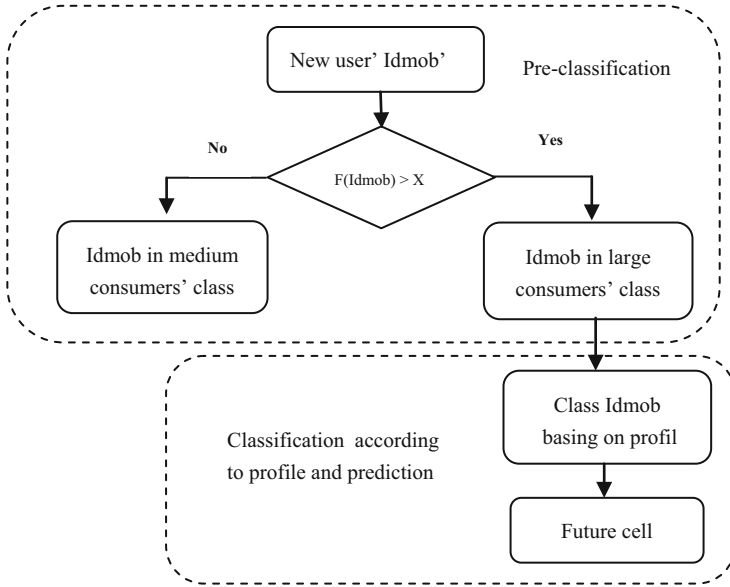 New user’ Idmob’
Pre-classification
No
Yes
F(Idmob) > X
Idmob in medium
consumers’ class
Idmob in large
consumers’ class
Class Idmob
basing on profil
Classification according
to profile and prediction
Future cell